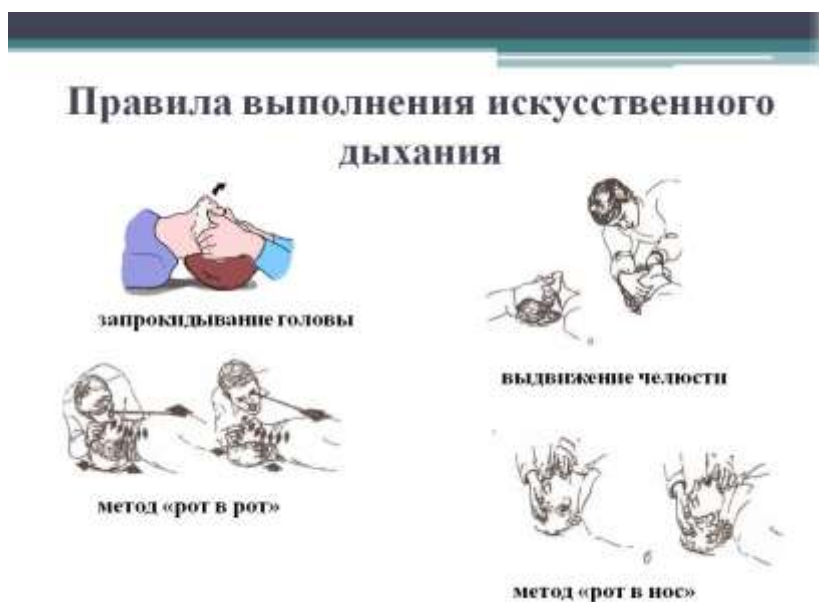 Правила выполнения искусственного
дыхания
запрокидывание головы
выдвижение челюсти
метод «рот в рот»
б
метод «рот в нос»